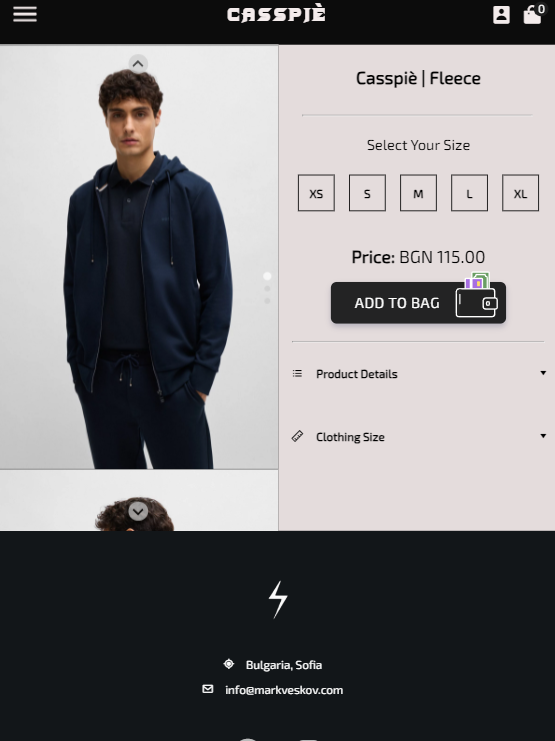 CASSPIÈ
0
Casspiè | Fleece
Select Your Size
XS S M L XL
Price: BGN 115.00
ADD TO BAG
Product Details
Clothing Size
Bulgaria, Sofia
info@markveskov.com